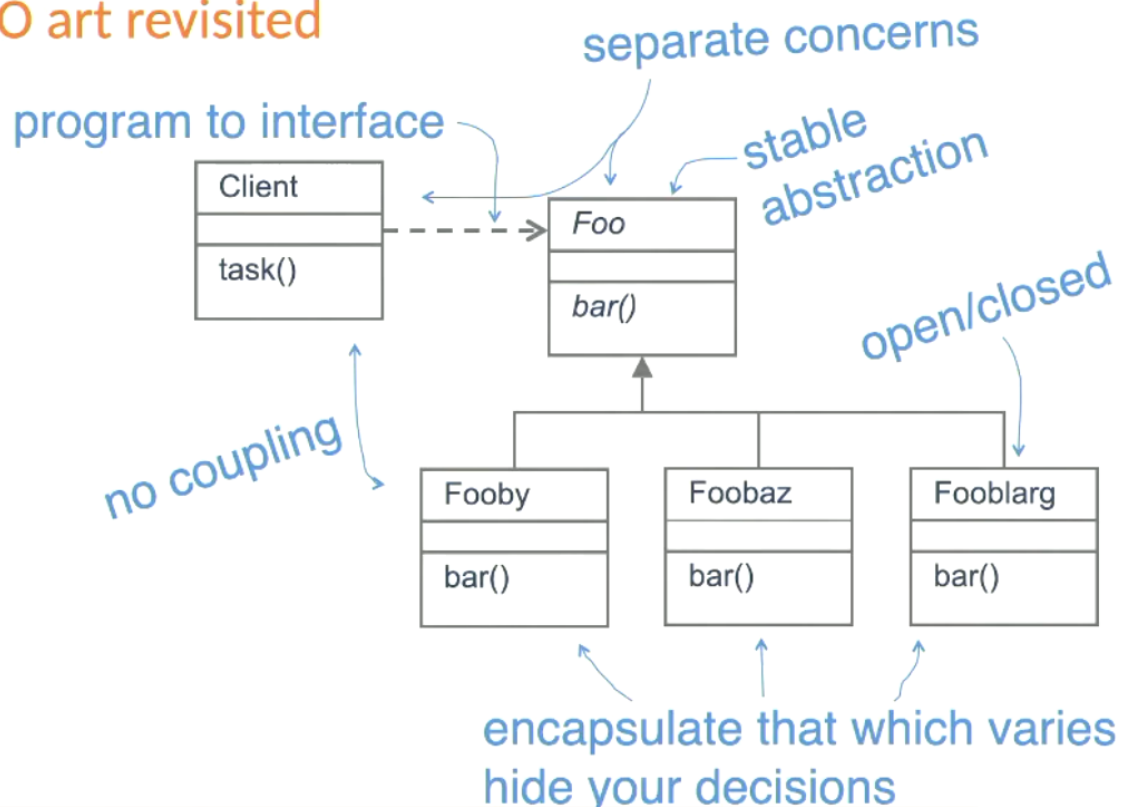 O art revisited
separate concerns
program to interface
stable
abstraction
Client
task()
Foo
bar()
open/closed
no coupling
Fooby
bar()
Foobaz
bar()
Fooblarg
bar()
encapsulate that which varies
hide your decisions